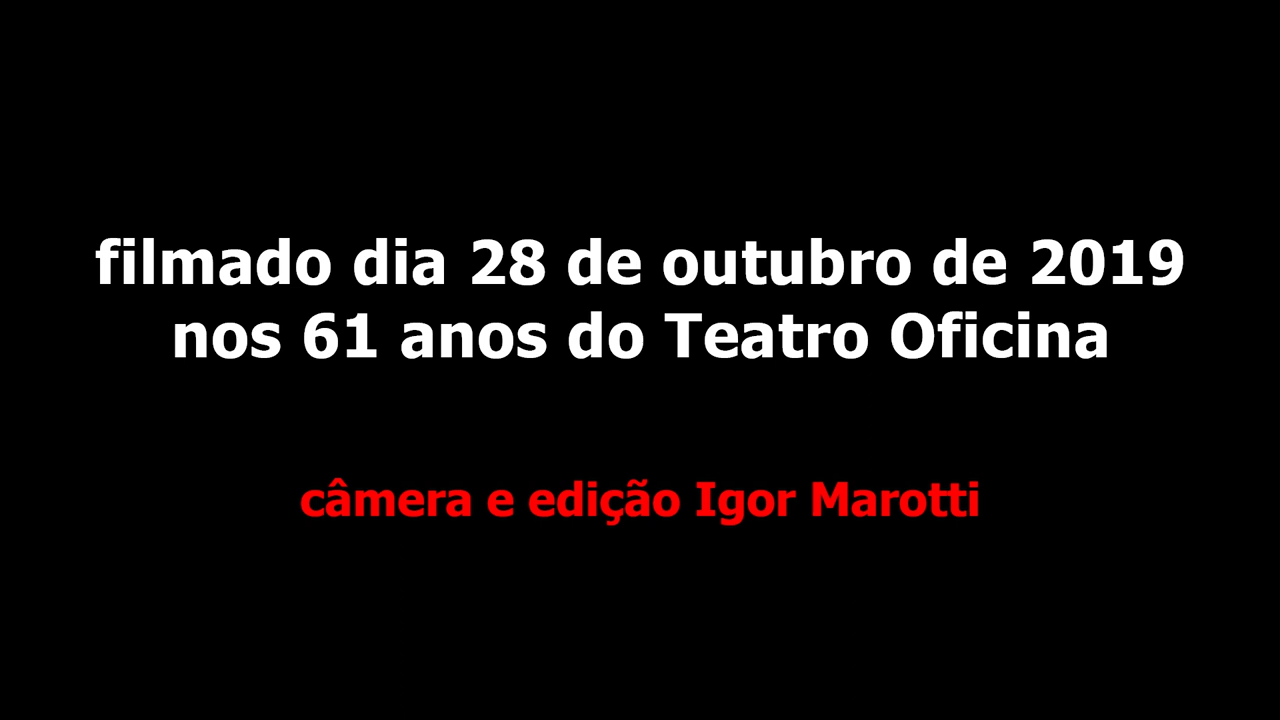 filmado dia 28 de outubro de 2019
nos 61 anos do Teatro Oficina
câmera e edição Igor Marotti